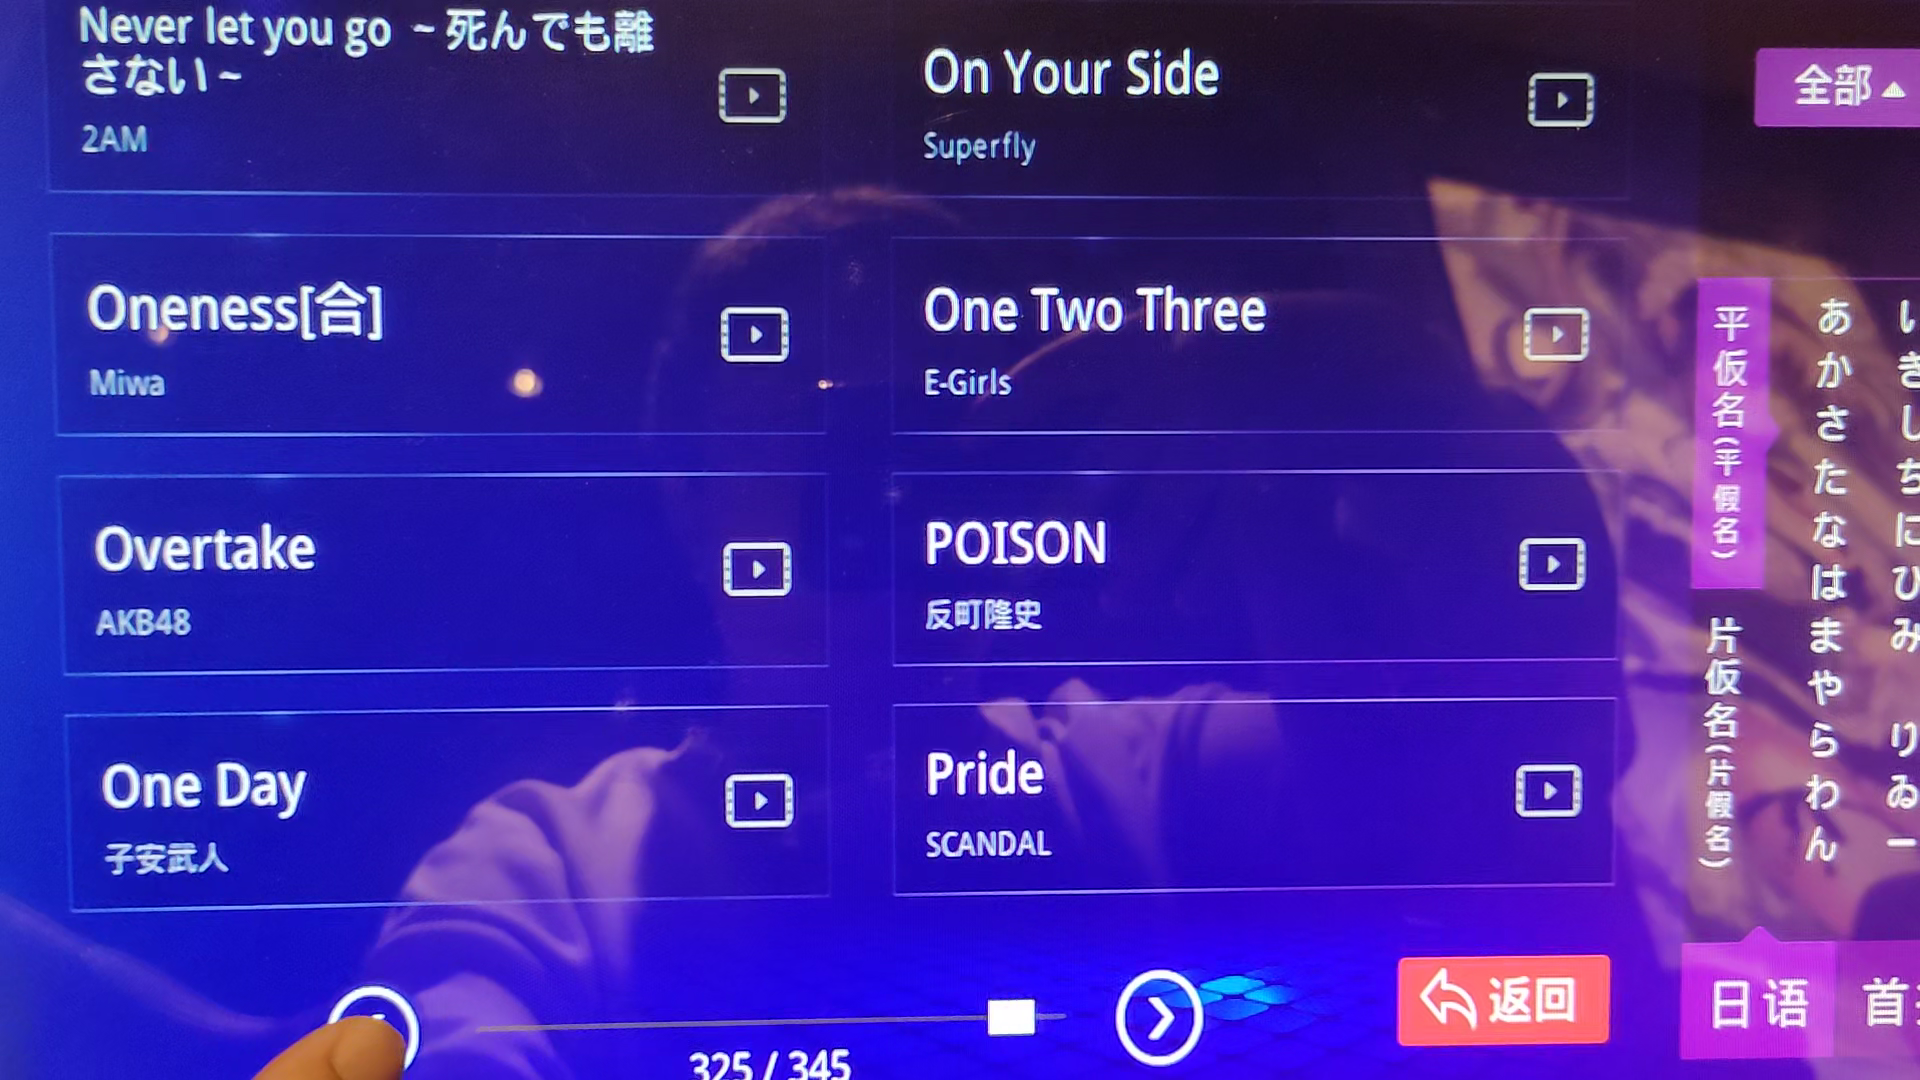 Never let you go ～死んでも離
さない～
2AM
On Your Side
Superfly
Oneness[合]
Miwa
One Two Three
E-Girls
Overtake
AKB48
POISON
反町隆史
One Day
子安武人
Pride
SCANDAL
325 / 345
返回
全部
平仮名(平假名)
片仮名(片假名)
あ
か
さ
た
な
は
ま
や
ら
わ
ん
い
き
し
ち
に
ひ
み
り
ゐ
ー
日语
首